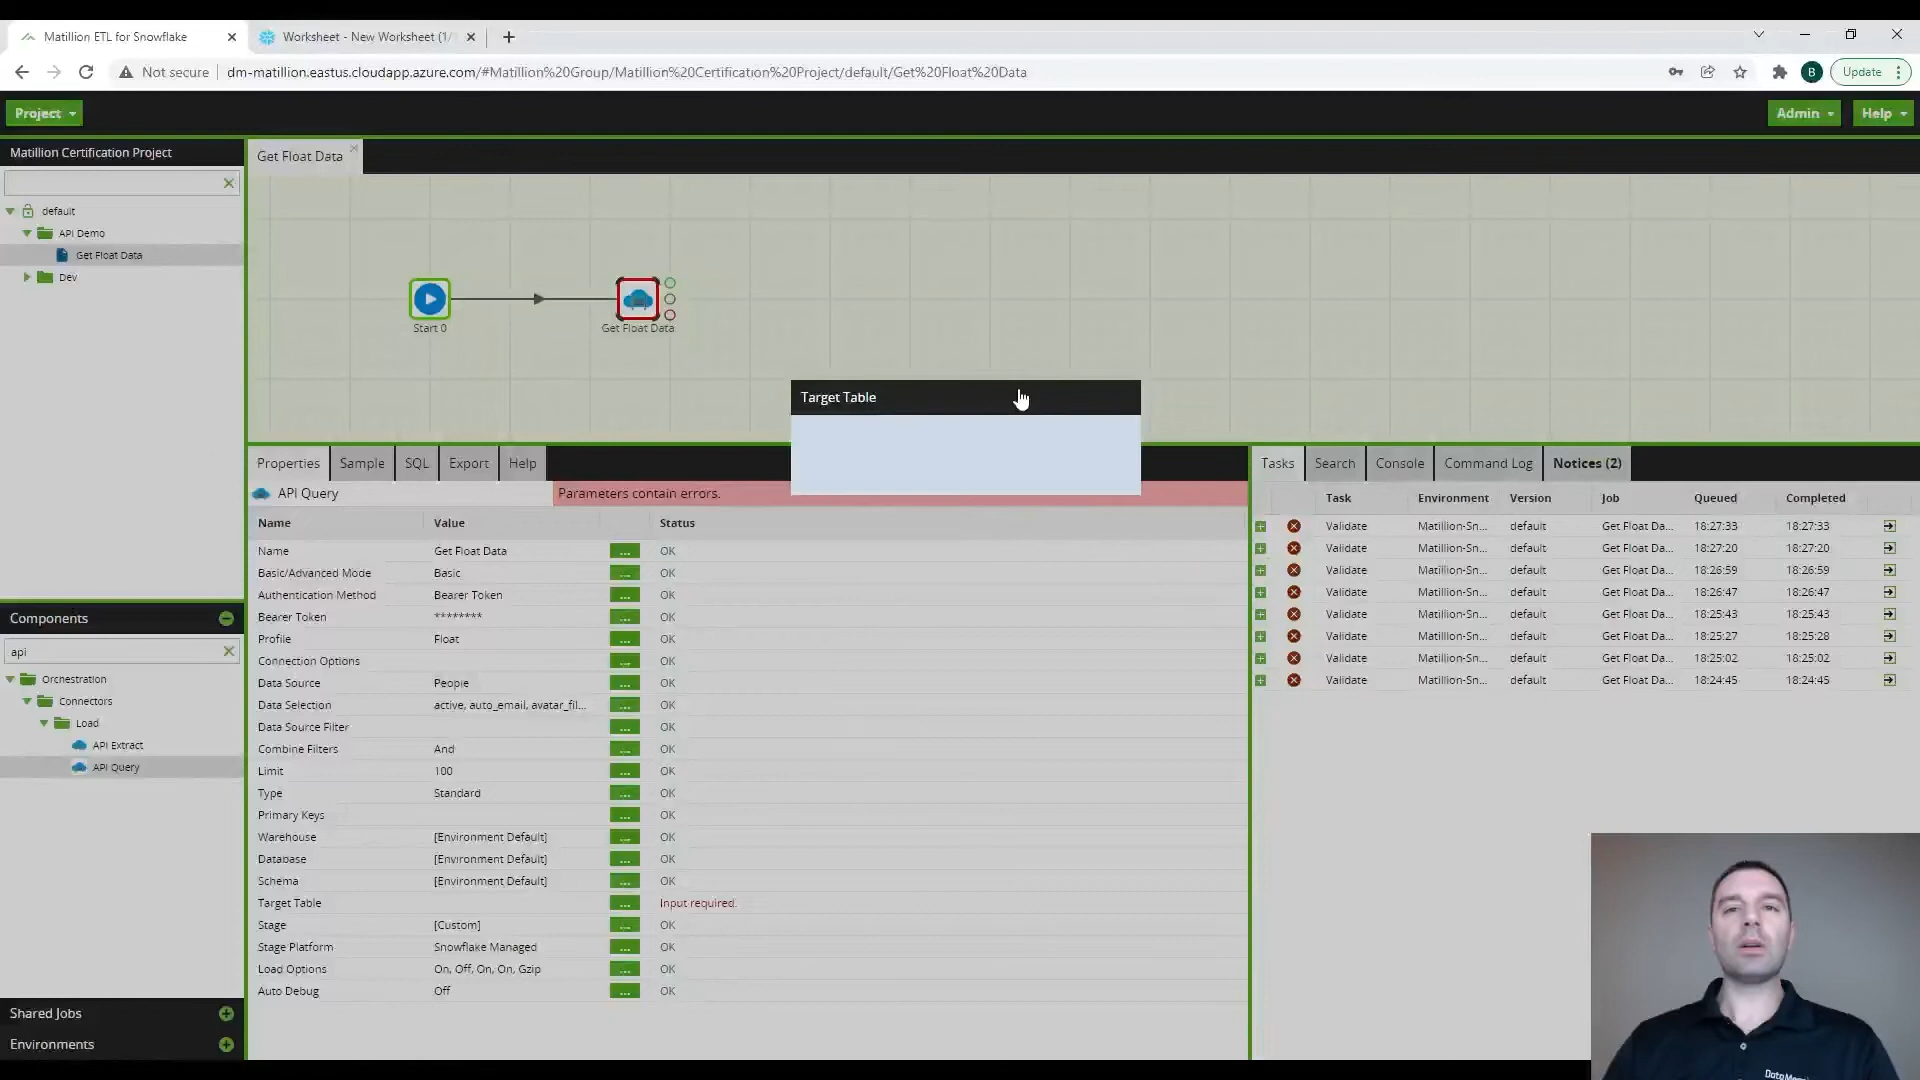 Matillion ETL for Snowflake
Worksheet - New Worksheet (1/
Not secure
dm-matillion.eastus.cloudapp.azure.com/#Matillion%20Group/Matillion%20Certification%20Project/default/Get%20Float%20Data
B
Update
Project
Admin
Help
Matillion Certification Project
default
API Demo
Get Float Data
Dev
Get Float Data
Start 0
Get Float Data
Target Table
Components
api
Orchestration
Connectors
Load
API Extract
API Query
Shared Jobs
Environments
Properties Sample SQL Export Help
API Query
Parameters contain errors.
Name Value Status
Name Get Float Data ... OK
Basic/Advanced Mode Basic ... OK
Authentication Method Bearer Token ... OK
Bearer Token ******** ... OK
Profile Float ... OK
Connection Options ... OK
Data Source People ... OK
Data Selection active, auto_email, avatar_fil... ... OK
Data Source Filter ... OK
Combine Filters And ... OK
Limit 100 ... OK
Type Standard ... OK
Primary Keys ... OK
Warehouse [Environment Default] ... OK
Database [Environment Default] ... OK
Schema [Environment Default] ... OK
Target Table ... Input required.
Stage [Custom] ... OK
Stage Platform Snowflake Managed ... OK
Load Options On, Off, On, On, Gzip ... OK
Auto Debug Off ... OK
Tasks Search Console Command Log Notices (2)
Task Environment Version Job Queued Completed
Validate Matillion-Sn... default Get Float Da... 18:27:33 18:27:33
Validate Matillion-Sn... default Get Float Da... 18:27:20 18:27:20
Validate Matillion-Sn... default Get Float Da... 18:26:59 18:26:59
Validate Matillion-Sn... default Get Float Da... 18:26:47 18:26:47
Validate Matillion-Sn... default Get Float Da... 18:25:43 18:25:43
Validate Matillion-Sn... default Get Float Da... 18:25:27 18:25:28
Validate Matillion-Sn... default Get Float Da... 18:25:02 18:25:02
Validate Matillion-Sn... default Get Float Da... 18:24:45 18:24:45